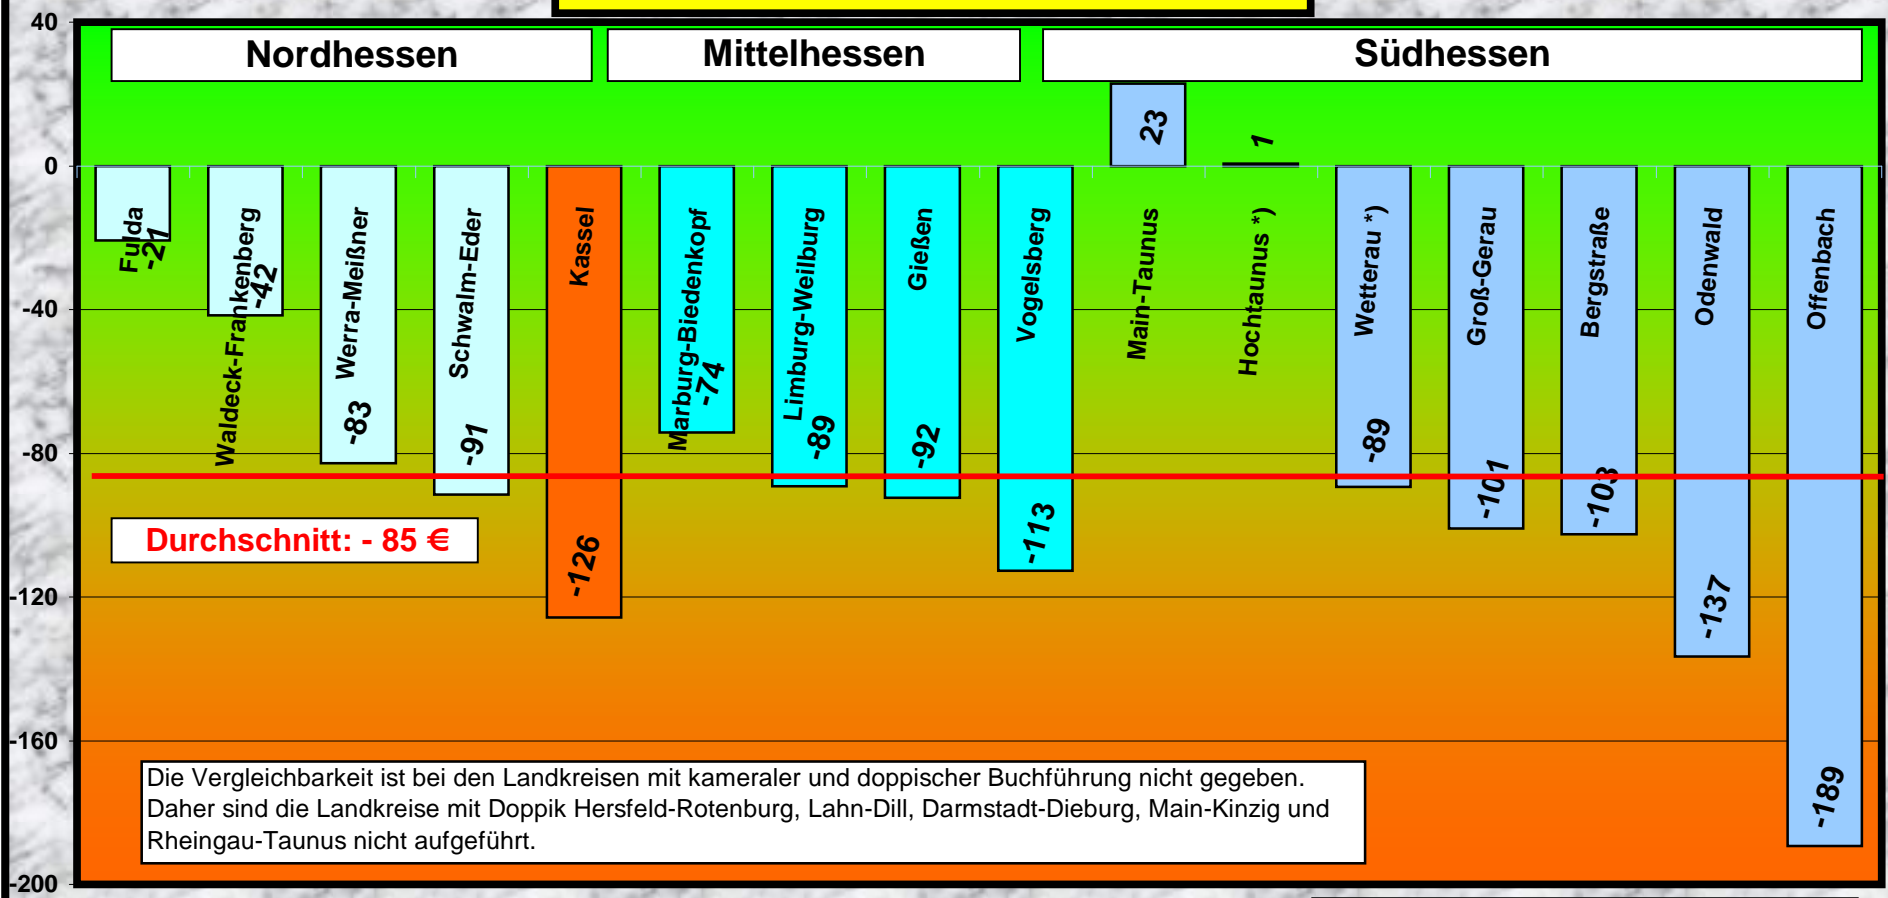 40
0
-40
-80
-120
-160
-200
Nordhessen
Mittelhessen
Südhessen
Fulda
-21
Waldeck-Frankenberg
-42
Werra-Meißner
-83
Schwalm-Eder
-91
Kassel
-126
Marburg-Biedenkopf
-74
Limburg-Weilburg
-89
Gießen
-92
Vogelsberg
-113
Main-Taunus
23
Hochtaunus *)
1
Wetterau *)
-89
Groß-Gerau
-101
Bergstraße
-103
Odenwald
-137
Offenbach
-189
Durchschnitt: - 85 €
Die Vergleichbarkeit ist bei den Landkreisen mit kameraler und doppischer Buchführung nicht gegeben.
Daher sind die Landkreise mit Doppik Hersfeld-Rotenburg, Lahn-Dill, Darmstadt-Dieburg, Main-Kinzig und
Rheingau-Taunus nicht aufgeführt.